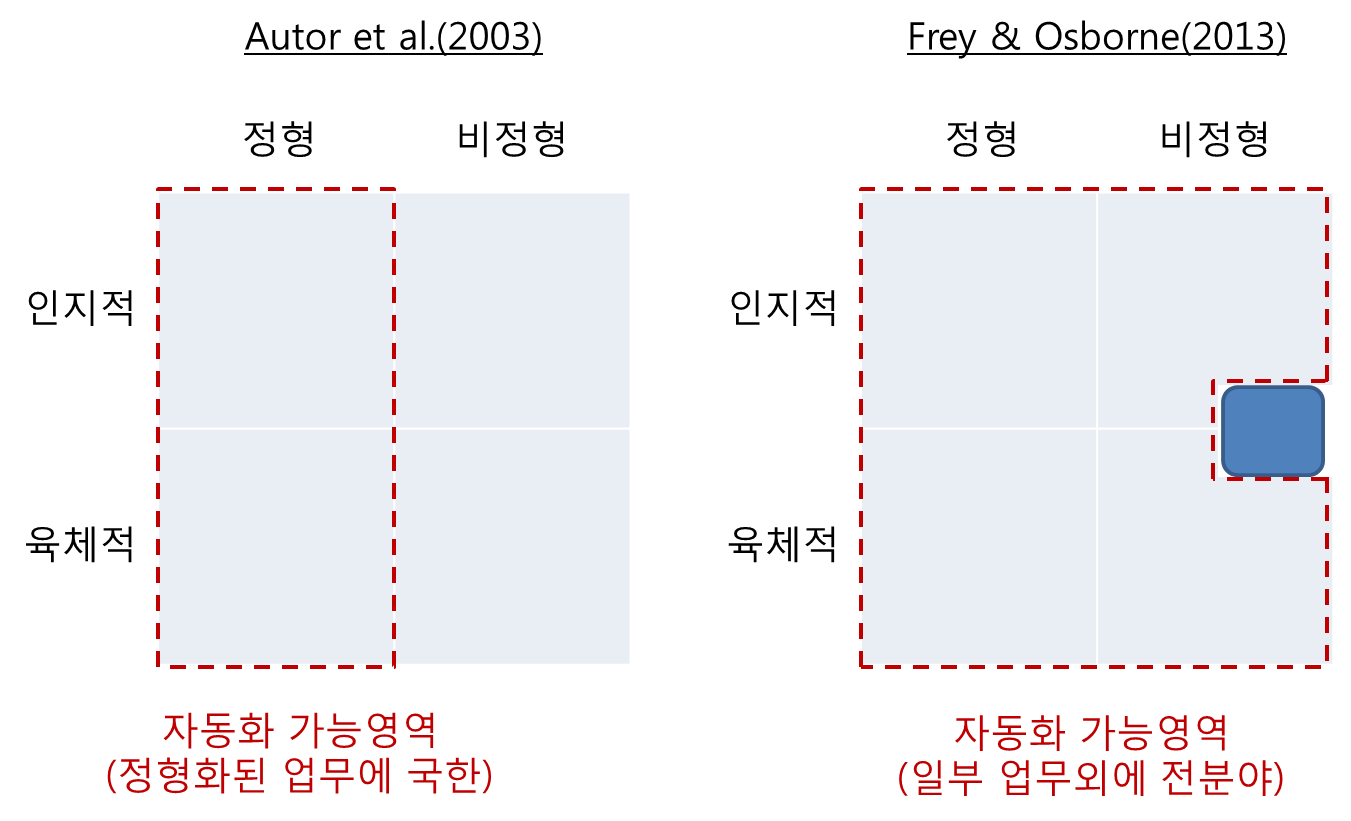 Autor et al.(2003)
정형 비정형
인지적
육체적
자동화 가능영역
(정형화된 업무에 국한)
Frey & Osborne(2013)
정형 비정형
인지적
육체적
자동화 가능영역
(일부 업무외에 전분야)